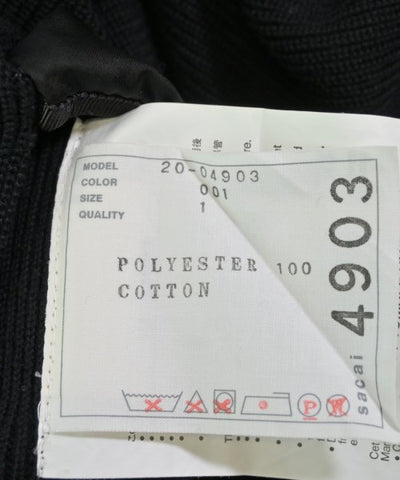 MODEL 20-04903
COLOR 001
SIZE 1
QUALITY
POLYESTER 100
COTTON
P W
sacai 4903